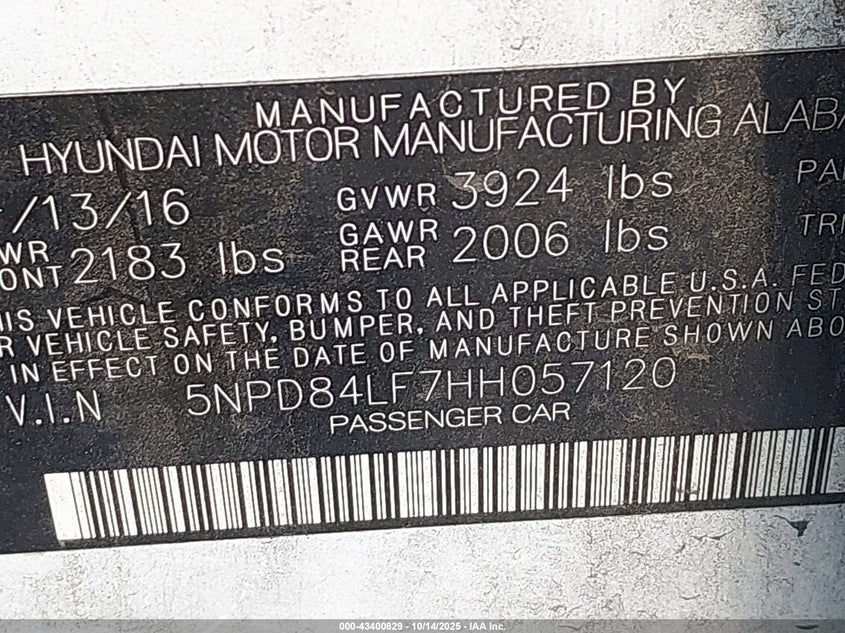 MANUFACTURED BY
HYUNDAI MOTOR MANUFACTURING ALABA
/13/16 GVWR 3924 lbs PA
WR ONT 2183 lbs GAWR REAR 2006 lbs TRI
HIS VEHICLE CONFORMS TO ALL APPLICABLE U.S.A. FED
R VEHICLE SAFETY, BUMPER, AND THEFT PREVENTION ST
IN EFFECT ON THE DATE OF MANUFACTURE SHOWN ABO
V.I.N 5NPD84LF7HH057120
PASSENGER CAR
000-43400829 - 10/14/2025 - IAA Inc.